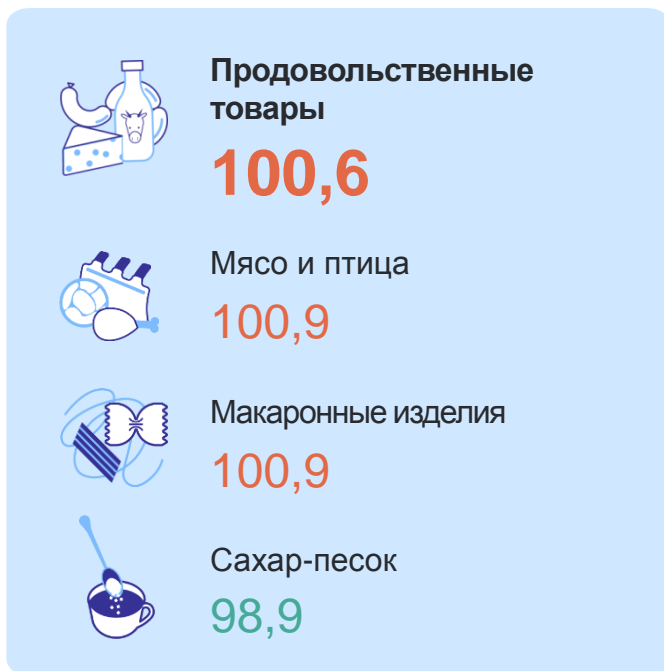 Продовольственные
товары
100,6
Мясо и птица
100,9
Макаронные изделия
100,9
Сахар-песок
98,9